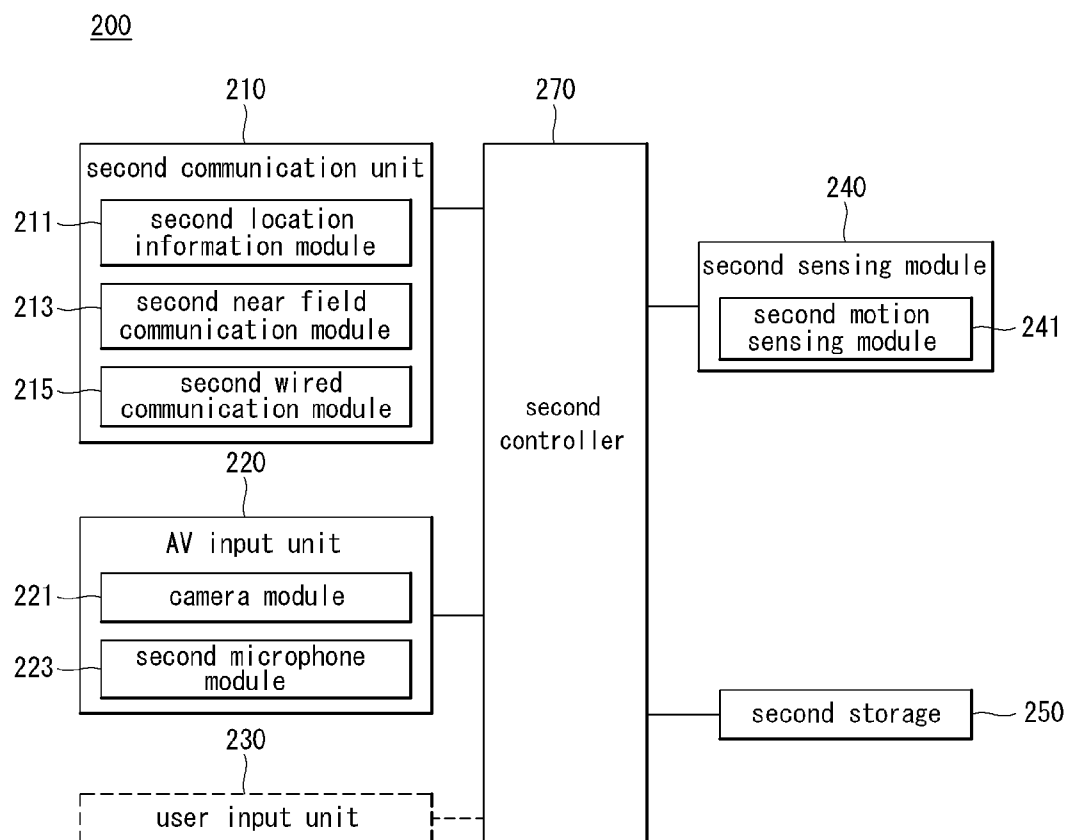 200
210
270
second communication unit
211
second location
information module
213
second near field
communication module
215
second wired
communication module
240
second sensing module
second motion
sensing module
241
second
controller
220
AV input unit
221
camera module
223
second microphone
module
second storage
250
230
user input unit